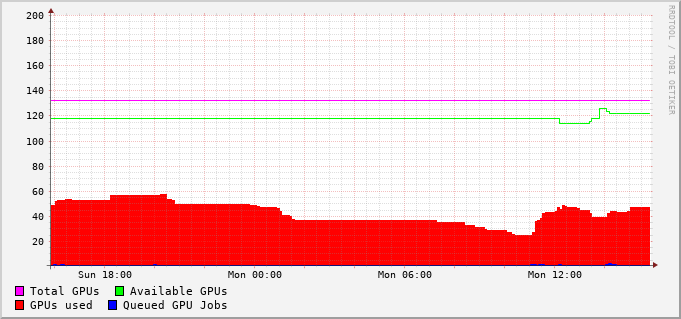 RRDTOOL / TOBI OETIKER
200
180
160
140
120
100
80
60
40
20
Sun 18:00 Mon 00:00 Mon 06:00 Mon 12:00
Total GPUs Available GPUs
GPUs used Queued GPU Jobs